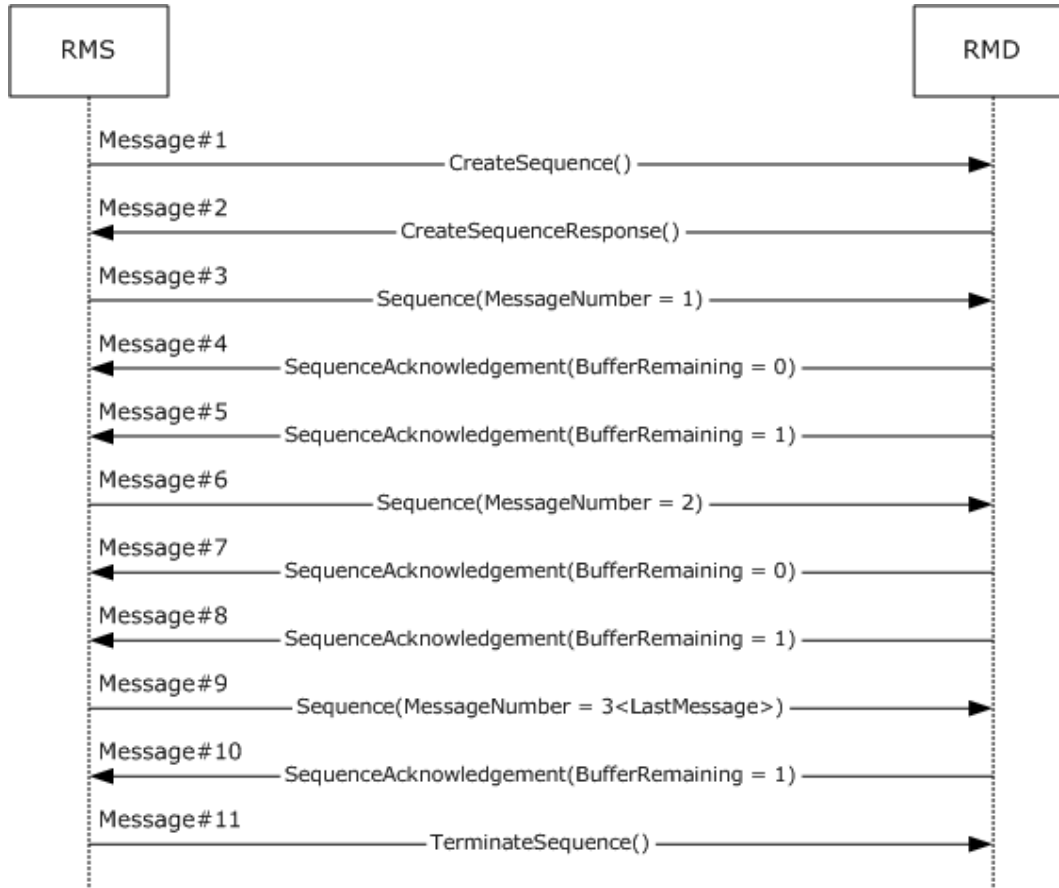 RMS
RMD
Message#1
CreateSequence()
Message#2
CreateSequenceResponse()
Message#3
Sequence(MessageNumber = 1)
Message#4
SequenceAcknowledgement(BufferRemaining = 0)
Message#5
SequenceAcknowledgement(BufferRemaining = 1)
Message#6
Sequence(MessageNumber = 2)
Message#7
SequenceAcknowledgement(BufferRemaining = 0)
Message#8
SequenceAcknowledgement(BufferRemaining = 1)
Message#9
Sequence(MessageNumber = 3<LastMessage>)
Message#10
SequenceAcknowledgement(BufferRemaining = 1)
Message#11
TerminateSequence()